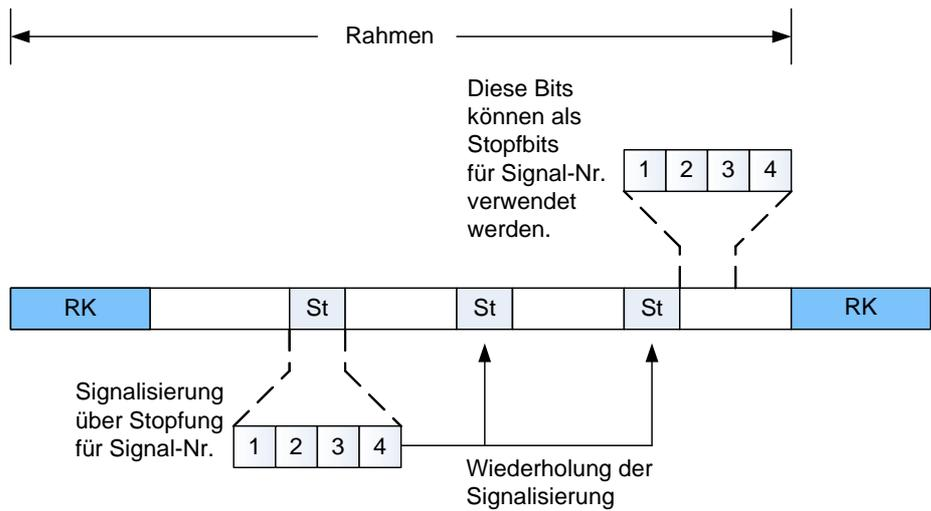 Rahmen
Diese Bits
können als
Stopfbits
für Signal-Nr.
verwendet
werden.
1 2 3 4
RK St St St RK
Signalisierung
über Stopfung
für Signal-Nr.
1 2 3 4
Wiederholung der
Signalisierung